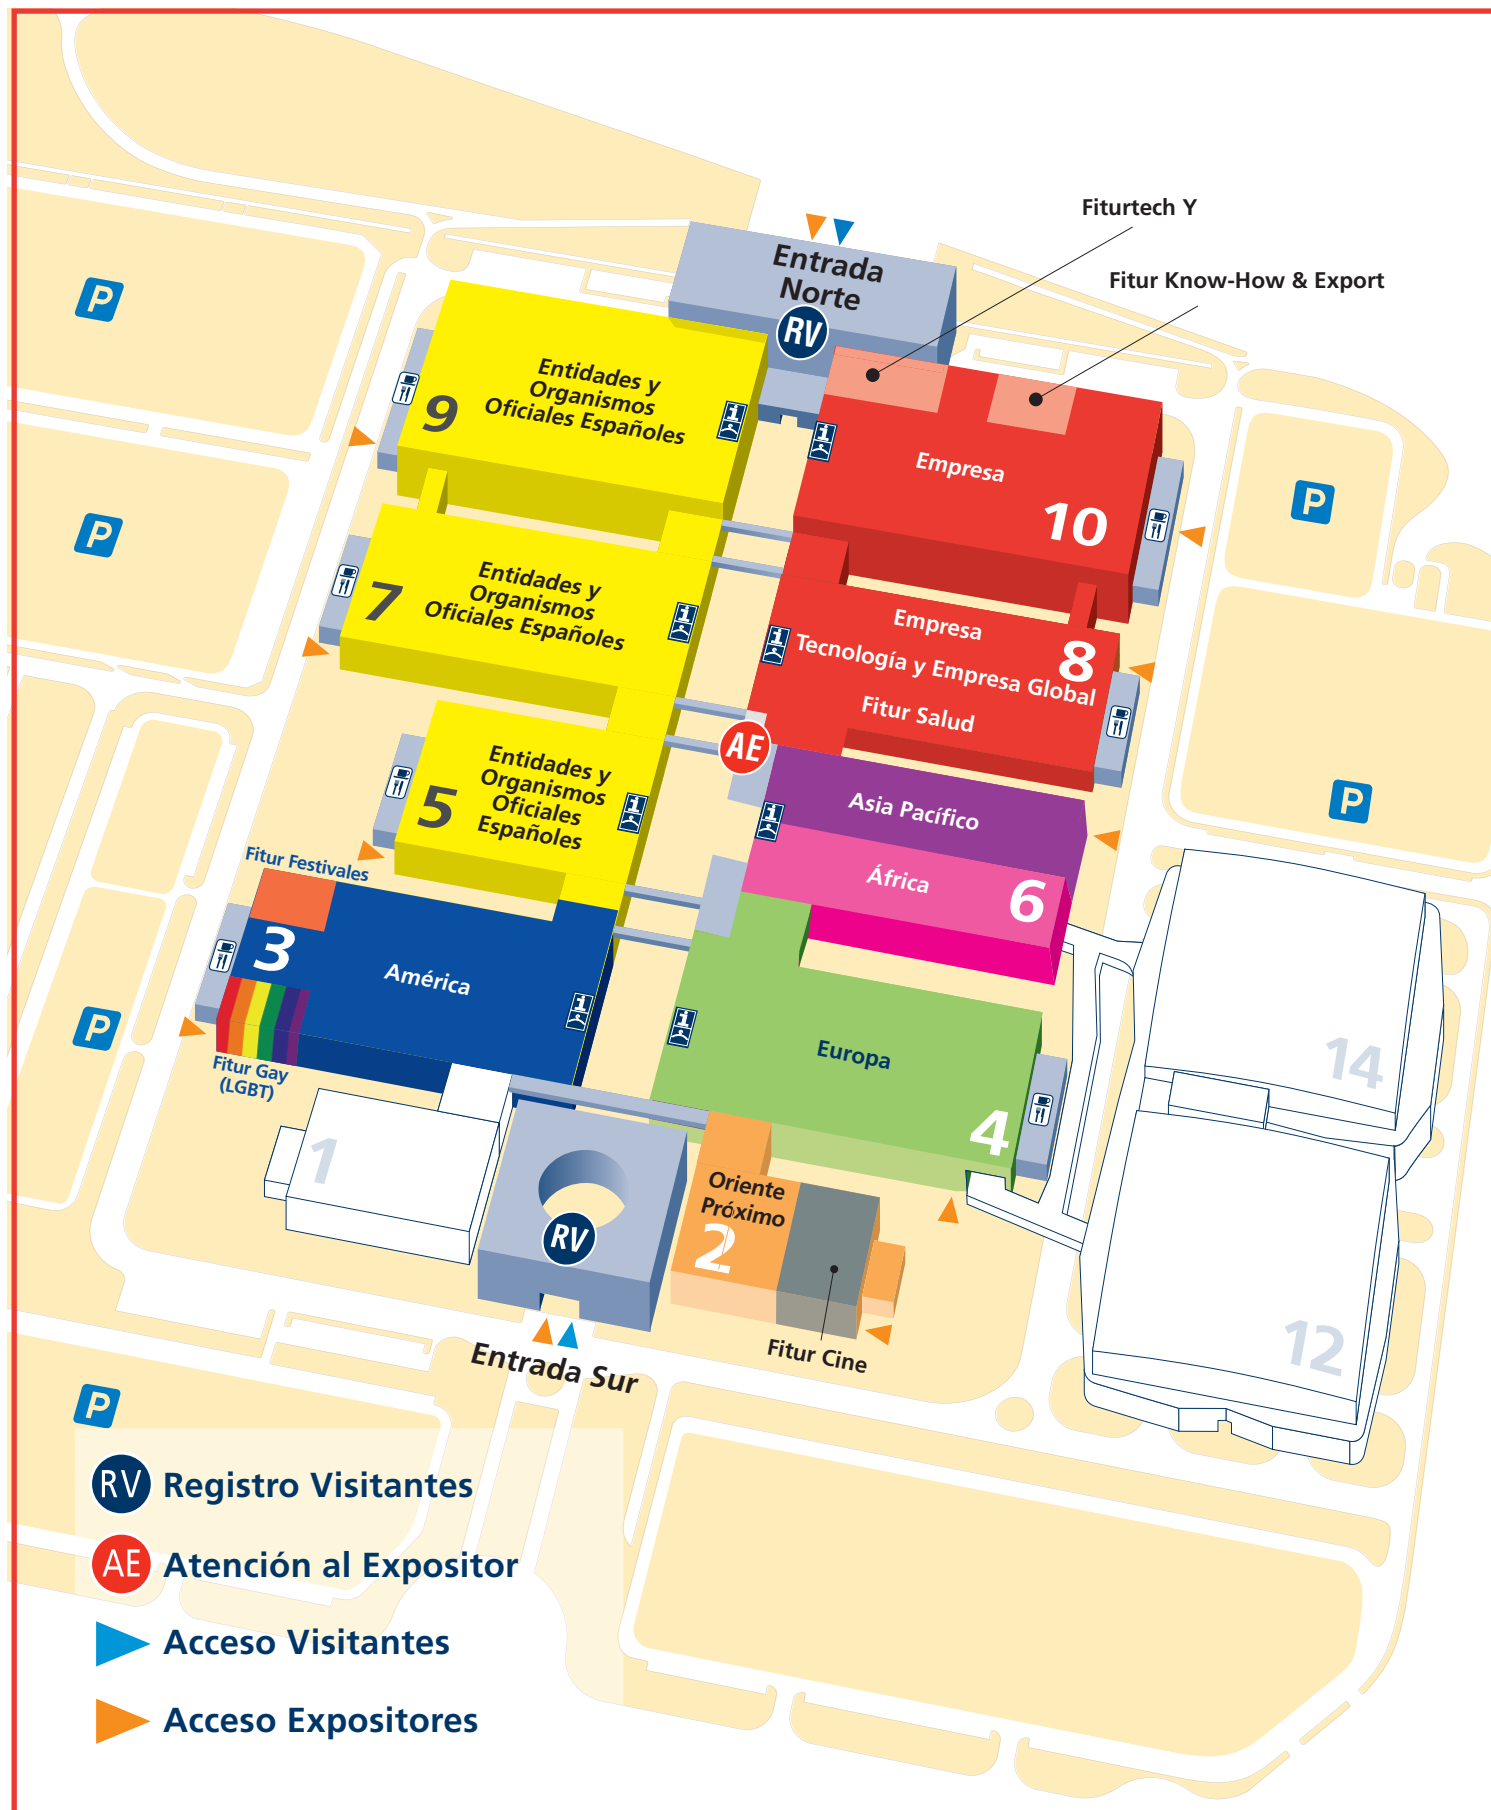 Fiturtech Y
Fitur Know-How & Export
Entrada
Norte
RV
P
Entidades y
Organismos
Oficiales Españoles
9
i
i
Empresa
10
P
P
Entidades y
Organismos
Oficiales Españoles
7
i
i
Empresa
Tecnología y Empresa Global
8
Fitur Salud
AE
Entidades y
Organismos
Oficiales
Españoles
5
i
i
Asia Pacífico
África
6
P
Fitur Festivales
3
América
i
Fitur Gay
(LGBT)
P
i
Europa
4
14
1
RV
Oriente
Próximo
2
Fitur Cine
12
Entrada Sur
P
RV Registro Visitantes
AE Atención al Expositor
Acceso Visitantes
Acceso Expositores